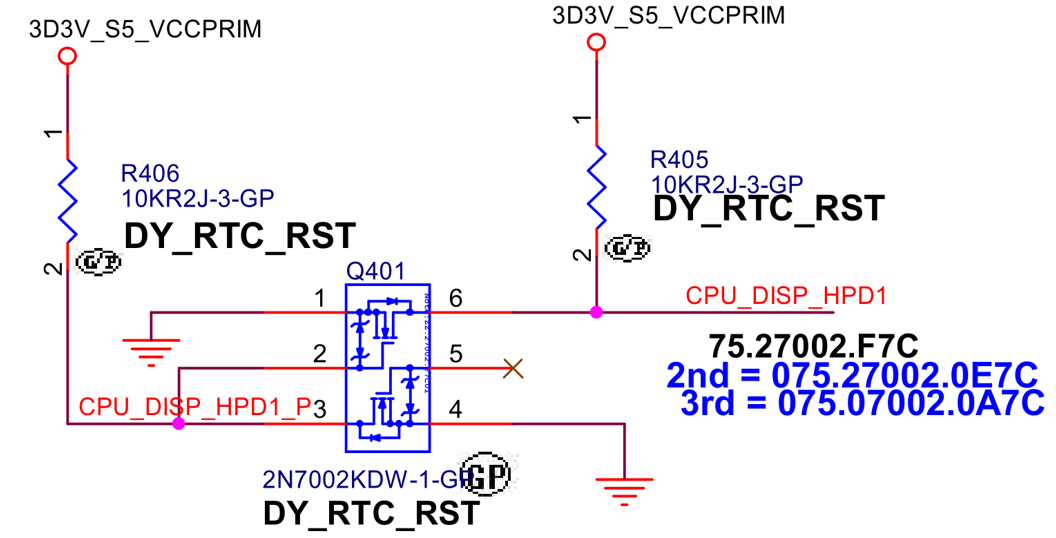 3D3V_S5_VCCPRIM
3D3V_S5_VCCPRIM
1
1
R406
10KR2J-3-GP
DY_RTC_RST
R405
10KR2J-3-GP
DY_RTC_RST
2
G/P
2
G/P
Q401
1
6
CPU_DISP_HPD1
2
5
75.27002.F7C
2nd = 075.27002.0E7C
3rd = 075.07002.0A7C
CPU_DISP_HPD1_P
3
4
2N7002KDW-1-GP
GP
DY_RTC_RST